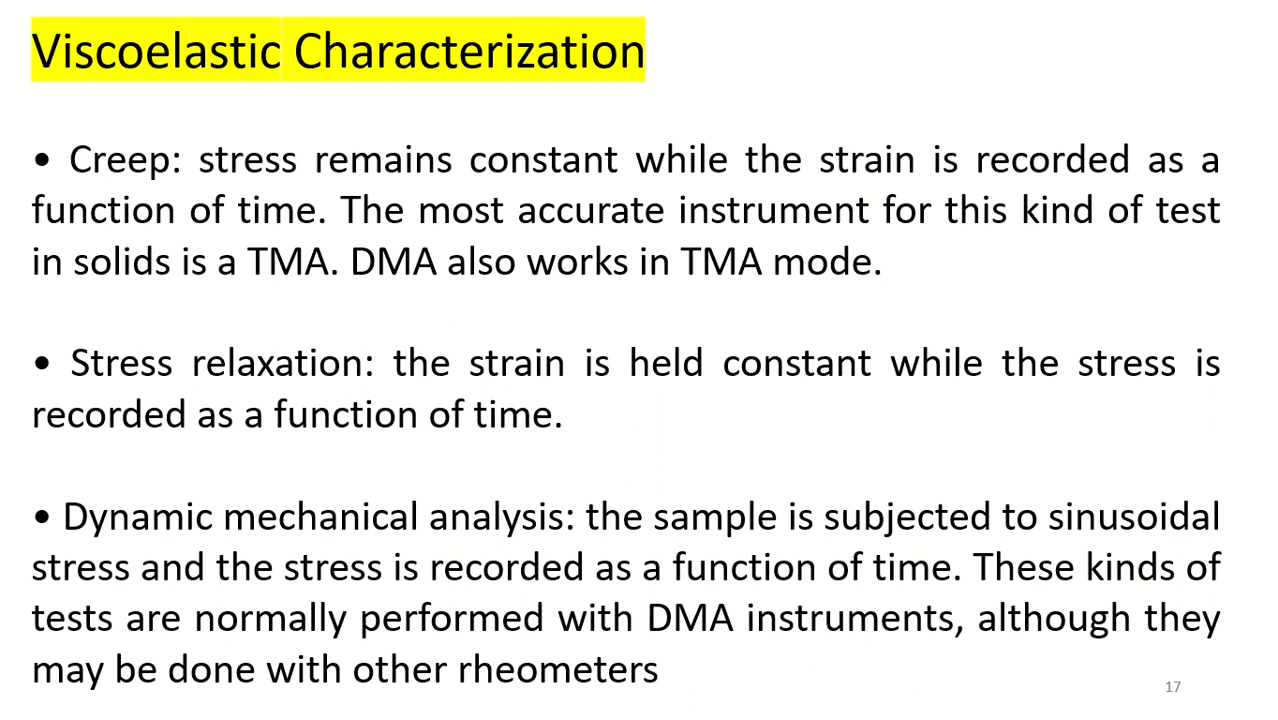 Viscoelastic Characterization
• Creep: stress remains constant while the strain is recorded as a
function of time. The most accurate instrument for this kind of test
in solids is a TMA. DMA also works in TMA mode.
• Stress relaxation: the strain is held constant while the stress is
recorded as a function of time.
• Dynamic mechanical analysis: the sample is subjected to sinusoidal
stress and the stress is recorded as a function of time. These kinds of
tests are normally performed with DMA instruments, although they
may be done with other rheometers
17